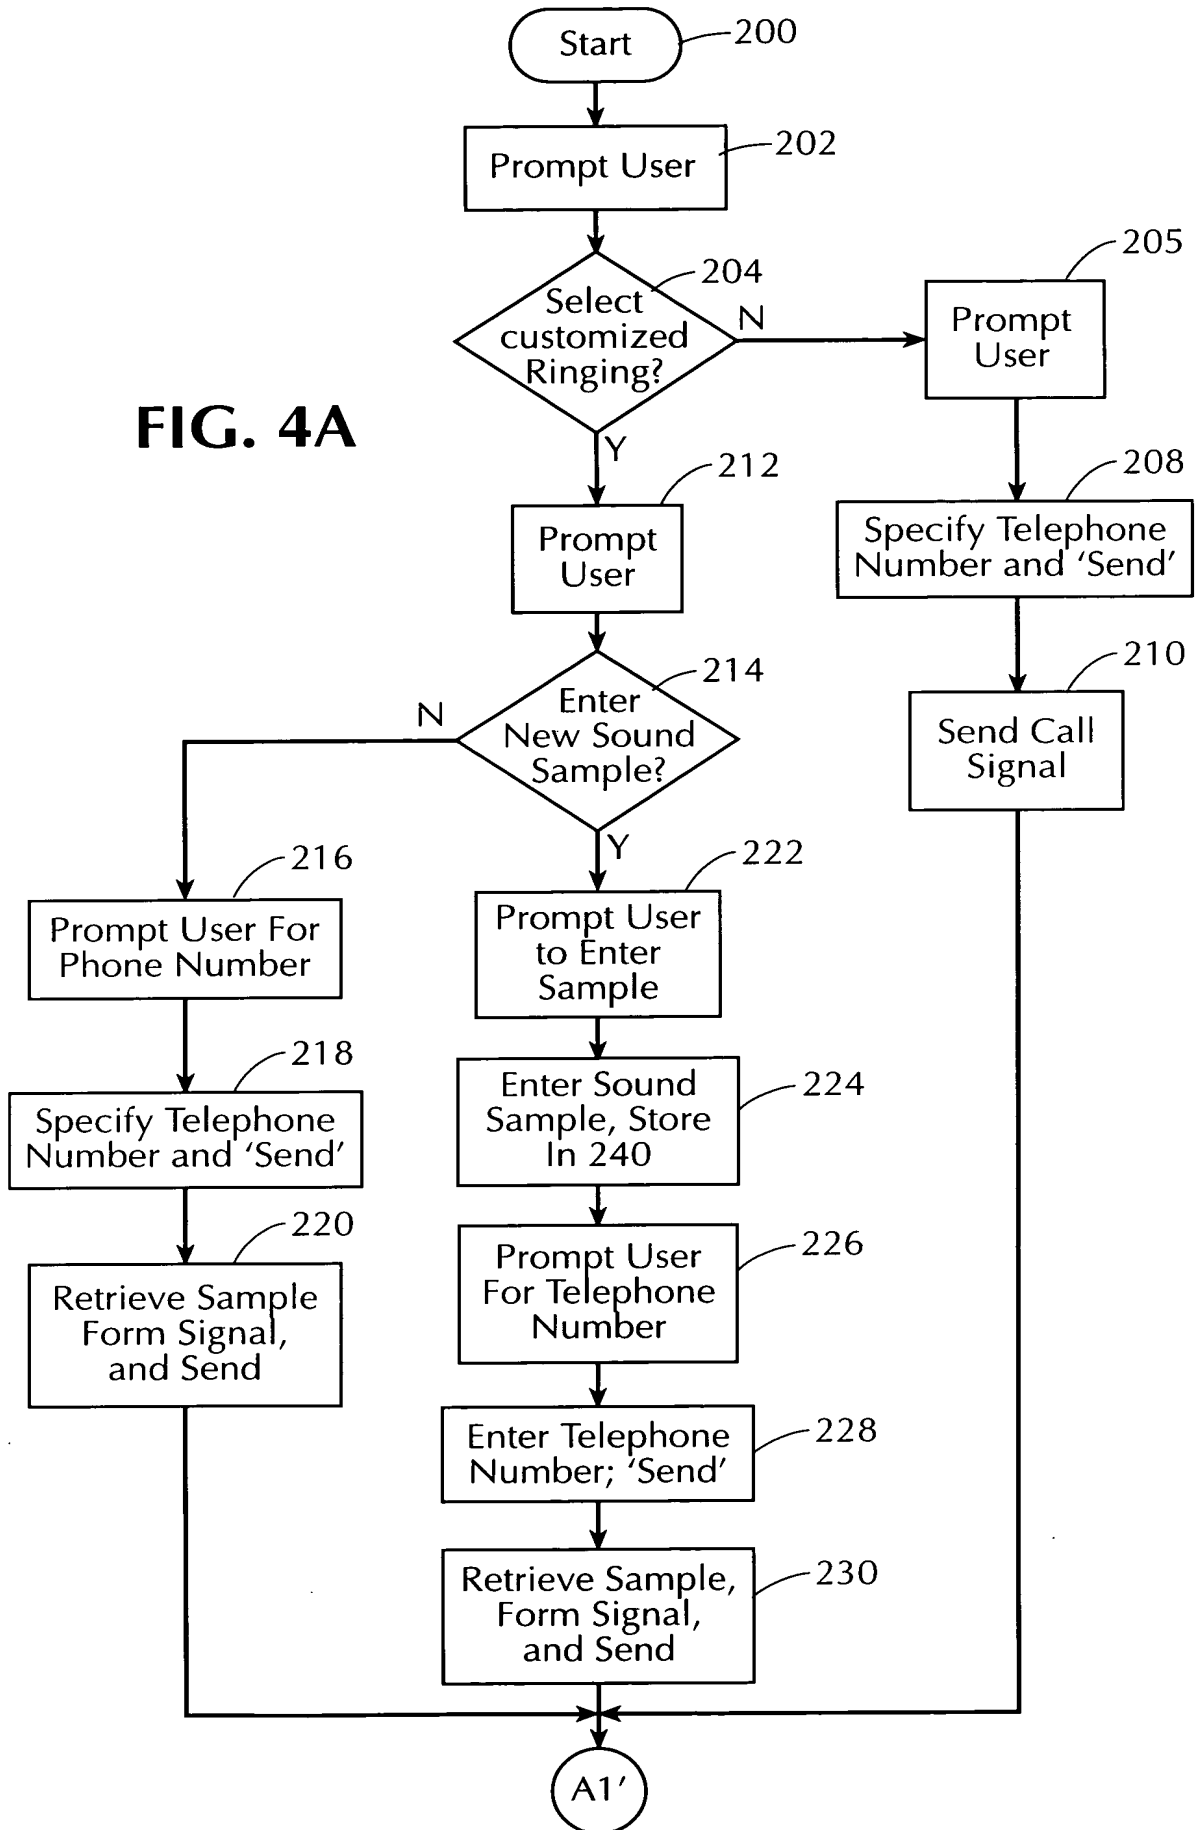 Start
200
Prompt User
202
204
Select
customized
Ringing?
N
205
Prompt
User
FIG. 4A
Y
212
Prompt
User
208
Specify Telephone
Number and ‘Send’
214
Enter
New Sound
Sample?
N
210
Send Call
Signal
Y
216
Prompt User For
Phone Number
222
Prompt User
to Enter
Sample
218
Specify Telephone
Number and ‘Send’
224
Enter Sound
Sample, Store
In 240
220
Retrieve Sample
Form Signal,
and Send
226
Prompt User
For Telephone
Number
228
Enter Telephone
Number; ‘Send’
230
Retrieve Sample,
Form Signal,
and Send
A1’